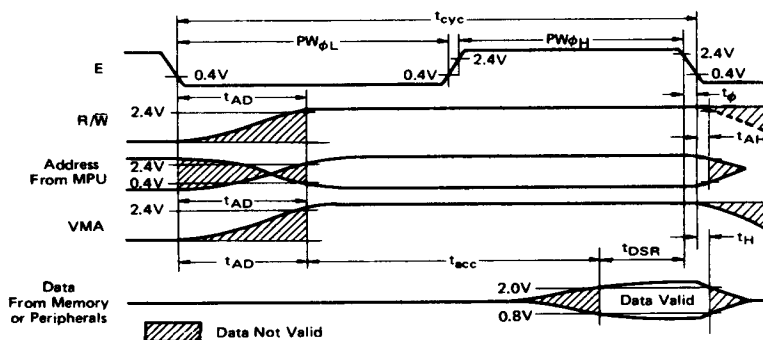 tcyc
PWφL
PWφH
E
0.4V
0.4V
2.4V
2.4V
0.4V
tAD
tφ
R/W̅
2.4V
tAH
Address
From MPU
2.4V
0.4V
tAD
VMA
2.4V
tAD
tacc
tDSR
tH
Data
From Memory
or Peripherals
2.0V
0.8V
Data Valid
Data Not Valid